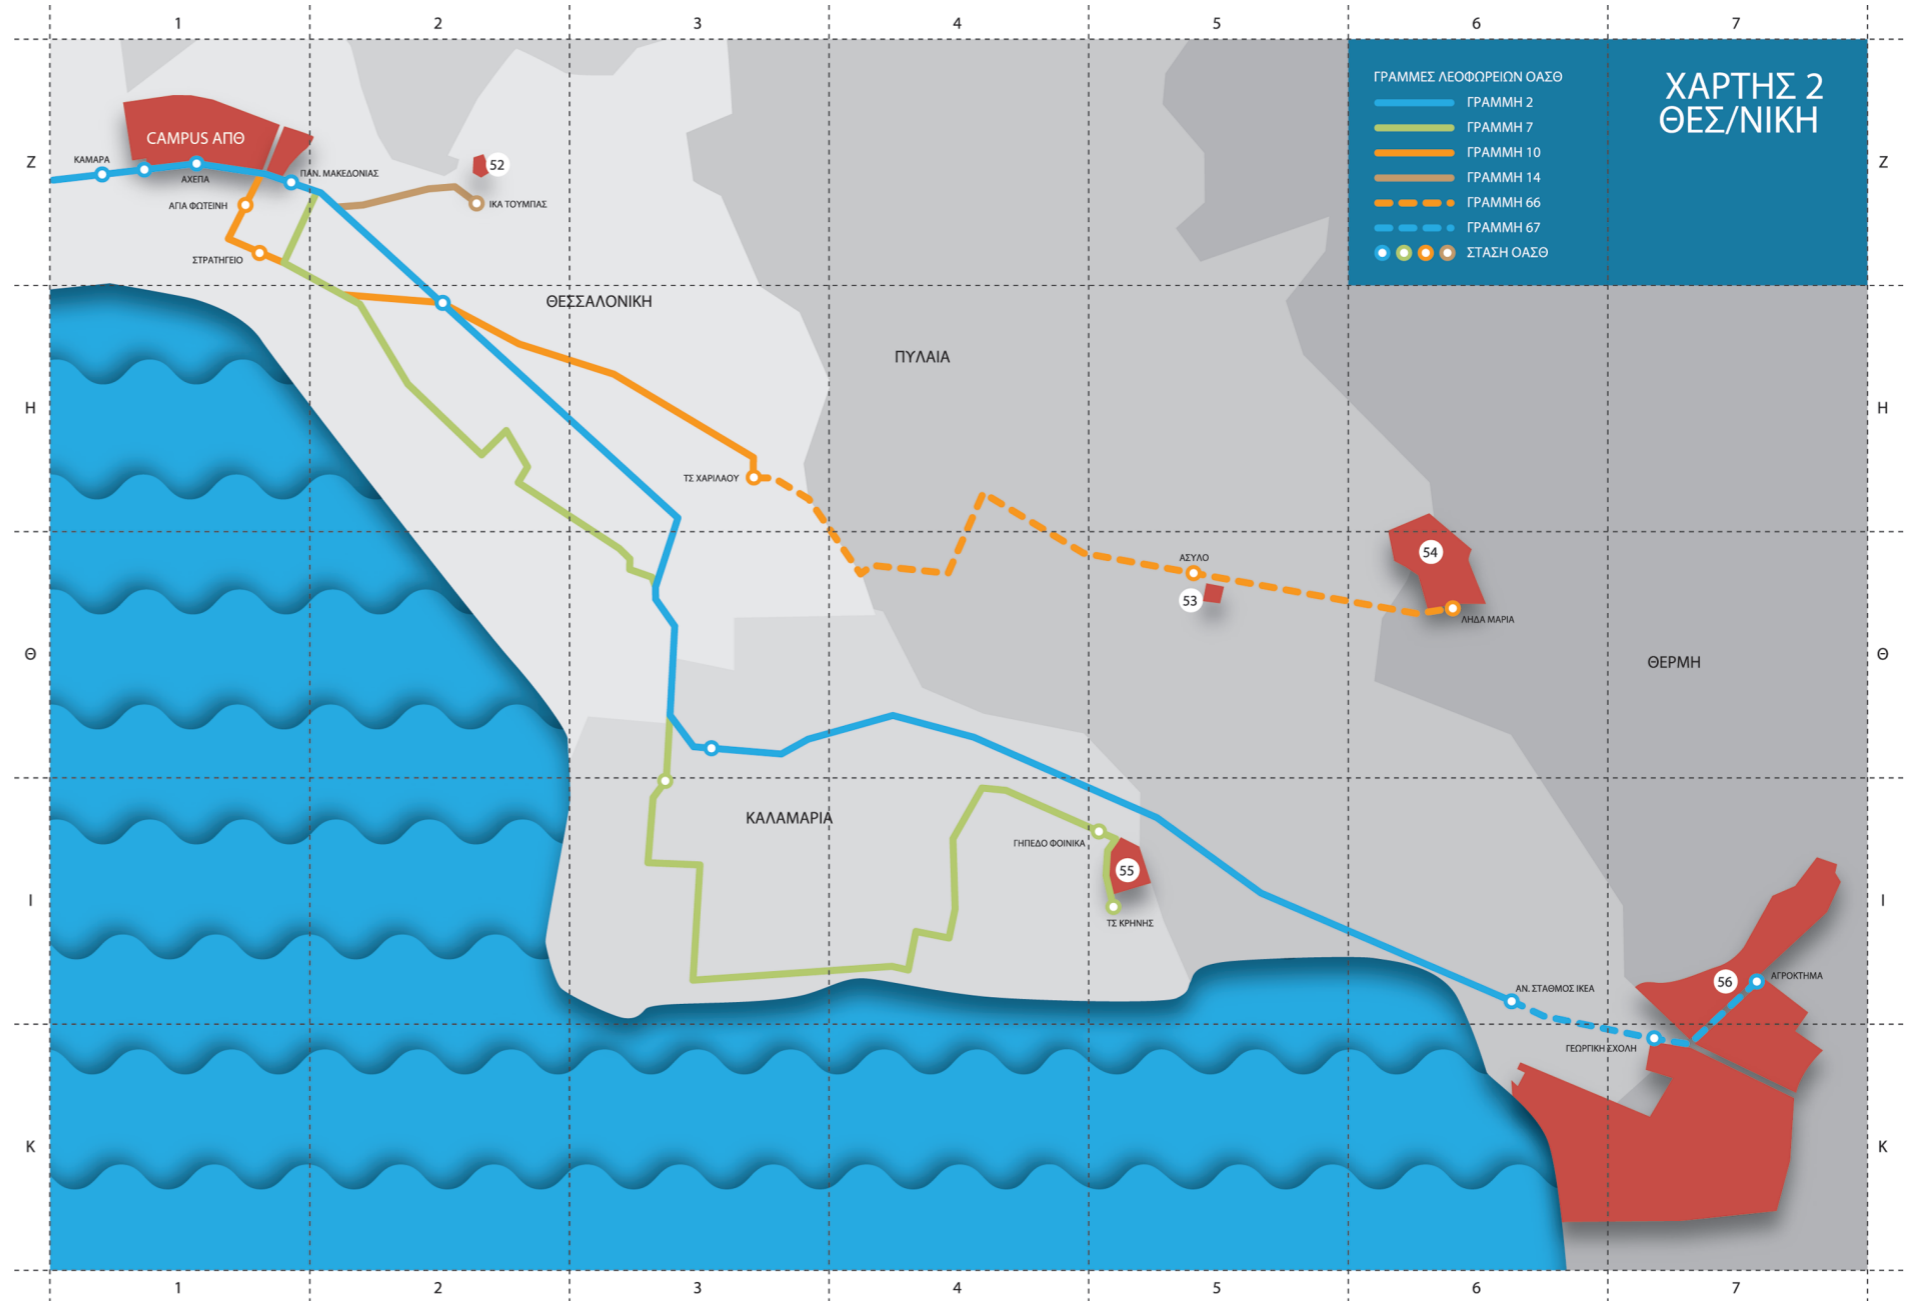 1 2 3 4 5 6 7
ΓΡΑΜΜΕΣ ΛΕΟΦΩΡΕΙΩΝ ΟΑΣΘ
ΓΡΑΜΜΗ 2
ΓΡΑΜΜΗ 7
ΓΡΑΜΜΗ 10
ΓΡΑΜΜΗ 14
ΓΡΑΜΜΗ 66
ΓΡΑΜΜΗ 67
ΣΤΑΣΗ ΟΑΣΘ
ΧΑΡΤΗΣ 2
ΘΕΣ/ΝΙΚΗ
CAMPUS ΑΠΘ
Ζ
ΚΑΜΑΡΑ
ΑΧΕΠΑ
ΠΑΝ. ΜΑΚΕΔΟΝΙΑΣ
52
Ζ
ΑΓΙΑ ΦΩΤΕΙΝΗ
ΙΚΑ ΤΟΥΜΠΑΣ
ΣΤΡΑΤΗΓΕΙΟ
ΘΕΣΣΑΛΟΝΙΚΗ
ΠΥΛΑΙΑ
Η
Η
ΤΣ ΧΑΡΙΛΑΟΥ
54
ΑΣΥΛΟ
53
ΛΗΔΑ ΜΑΡΙΑ
Θ
ΘΕΡΜΗ
Θ
ΚΑΛΑΜΑΡΙΑ
ΓΗΠΕΔΟ ΦΟΙΝΙΚΑ
55
Ι
Ι
ΤΣ ΚΡΗΝΗΣ
56
ΑΓΡΟΚΤΗΜΑ
ΑΝ. ΣΤΑΘΜΟΣ ΙΚΕΑ
ΓΕΩΡΓΙΚΗ ΣΧΟΛΗ
Κ
Κ
1 2 3 4 5 6 7